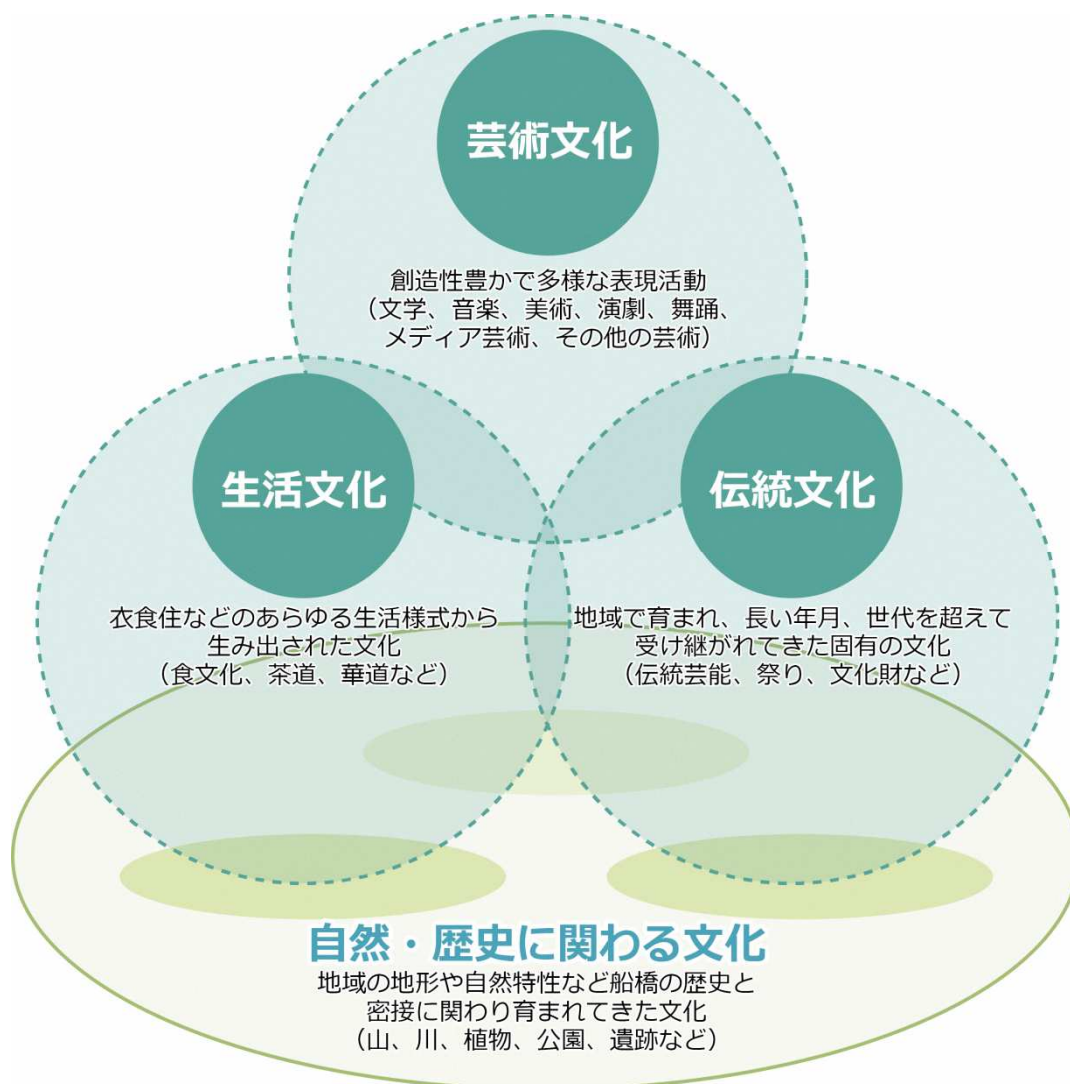 芸術文化
創造性豊かで多様な表現活動
（文学、音楽、美術、演劇、舞踊、
メディア芸術、その他の芸術）
生活文化
衣食住などのあらゆる生活様式から
生み出された文化
（食文化、茶道、華道など）
伝統文化
地域で育まれ、長い年月、世代を超えて
受け継がれてきた固有の文化
（伝統芸能、祭り、文化財など）
自然・歴史に関わる文化
地域の地形や自然特性など船橋の歴史と
密接に関わり育まれてきた文化
（山、川、植物、公園、遺跡など）